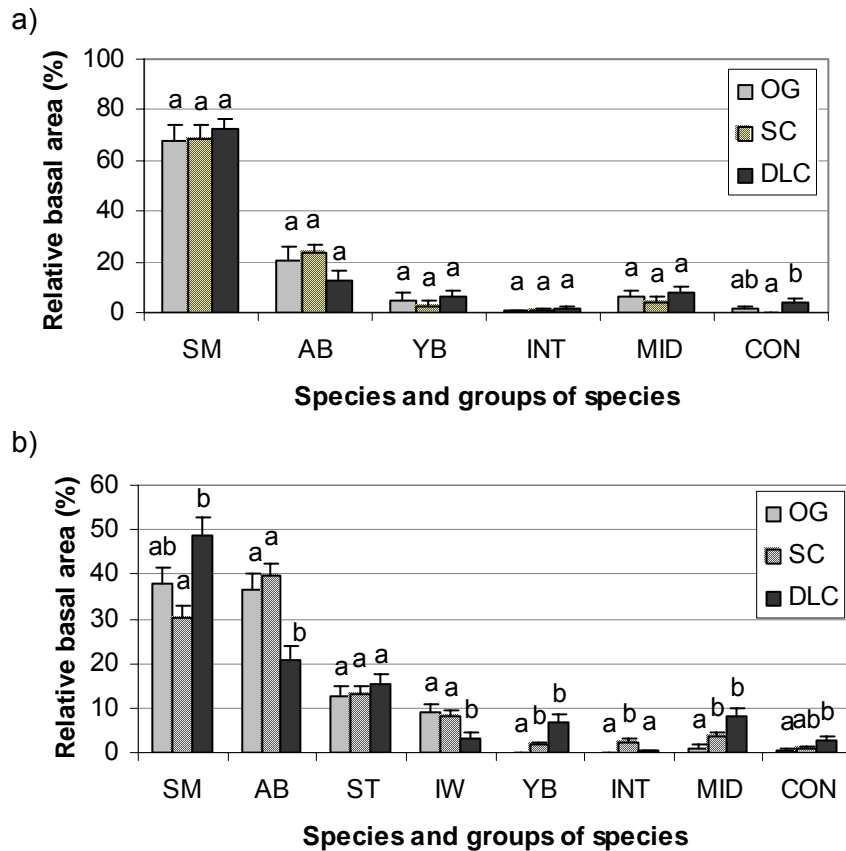 a)
Relative basal area (%)
100
80
60
40
20
0
a a a
a a a
a a a
a a a
a a a
ab a b
OG
SC
DLC
SM AB YB INT MID CON
Species and groups of species
b)
Relative basal area (%)
60
50
40
30
20
10
0
ab a b
a a b
a a a
a a b
a b b
a b a
a b b
a ab b
OG
SC
DLC
SM AB ST IW YB INT MID CON
Species and groups of species